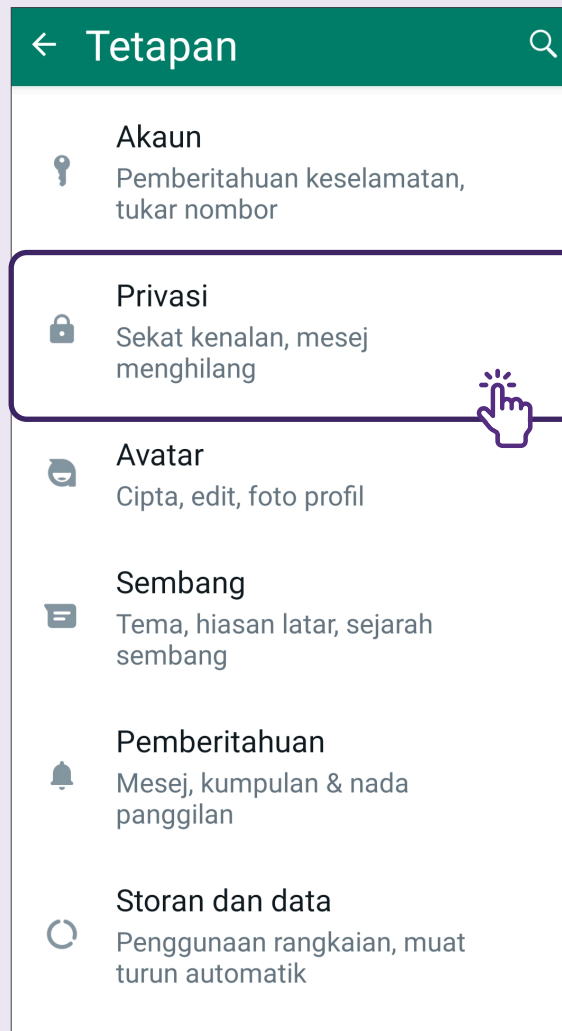 Tetapan
Akaun
Pemberitahuan keselamatan,
tukar nombor
Privasi
Sekat kenalan, mesej
menghilang
Avatar
Cipta, edit, foto profil
Sembang
Tema, hiasan latar, sejarah
sembang
Pemberitahuan
Mesej, kumpulan & nada
panggilan
Storan dan data
Penggunaan rangkaian, muat
turun automatik